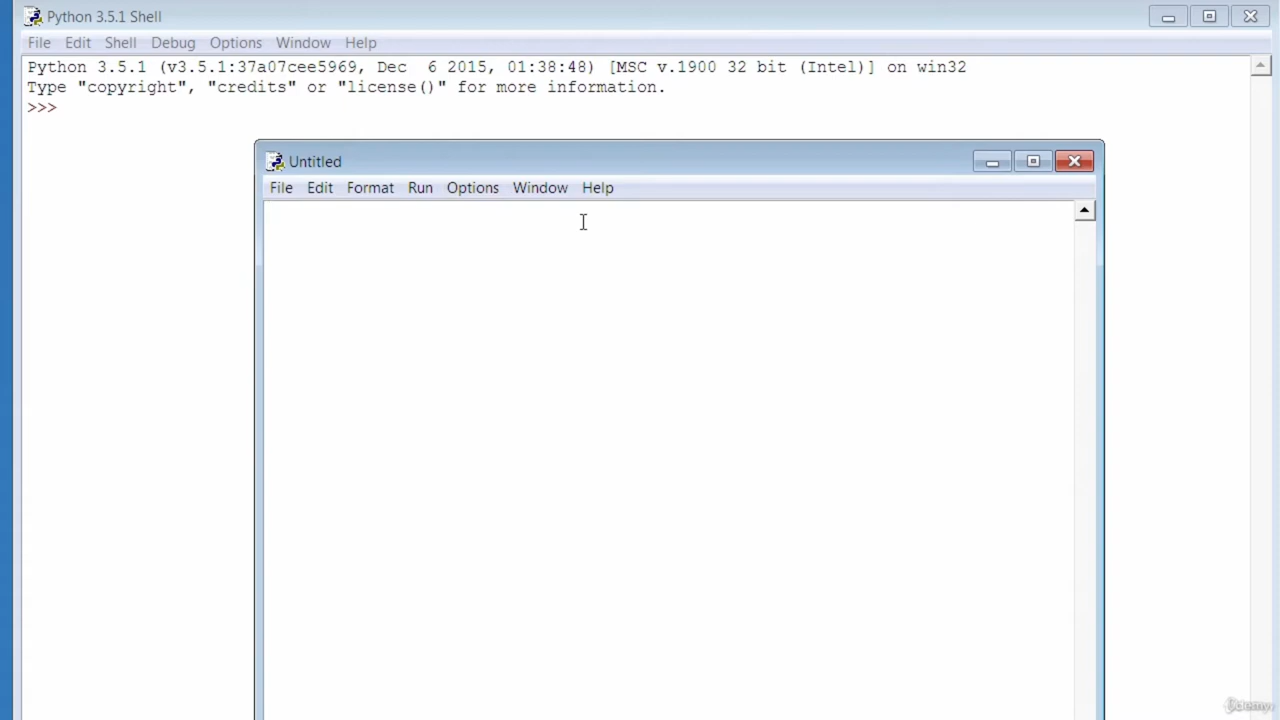 Python 3.5.1 Shell
File Edit Shell Debug Options Window Help
Python 3.5.1 (v3.5.1:37a07cee5969, Dec  6 2015, 01:38:48) [MSC v.1900 32 bit (Intel)] on win32
Type "copyright", "credits" or "license()" for more information.
>>>
Untitled
File Edit Format Run Options Window Help
Udemy